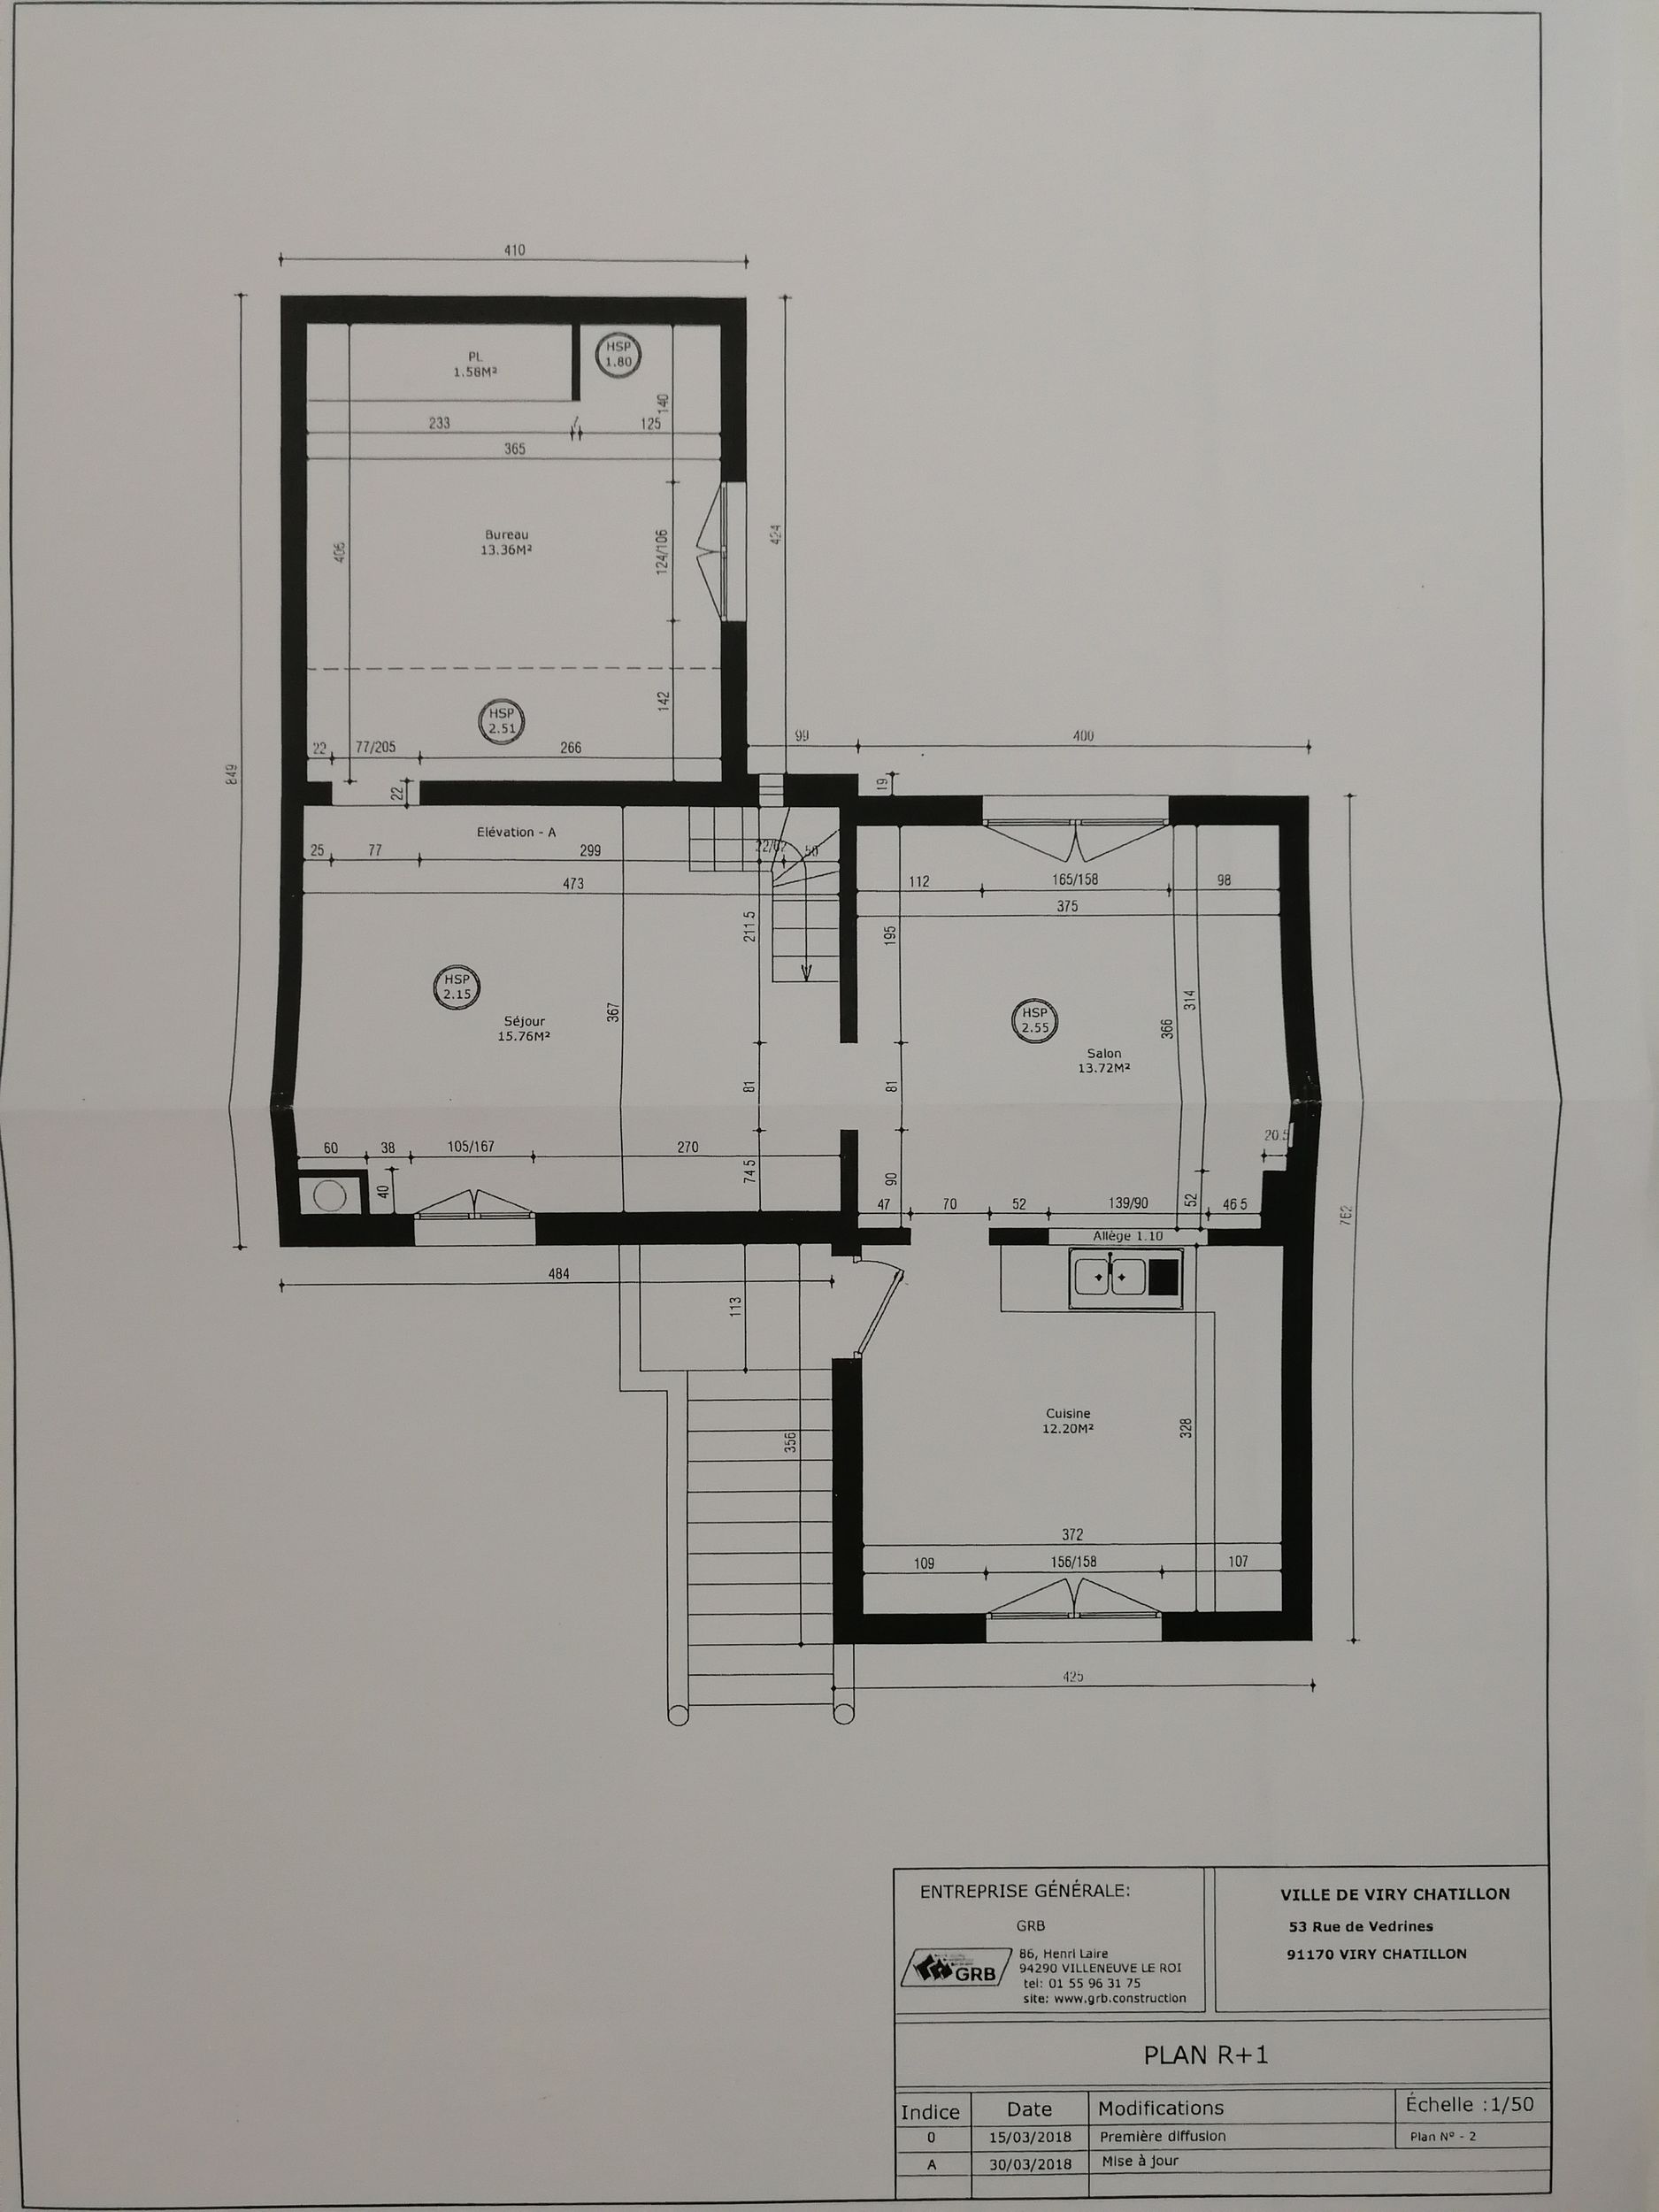 410
PL
1.58M²
HSP
1.80
140
233
7
125
365
Bureau
13.36M²
406
124/106
424
142
HSP
2.51
22
77/205
266
99
400
849
22
19
Elévation - A
25
77
299
22/62
473
112
165/158
98
375
211 5
195
HSP
2.15
367
Séjour
15.76M²
HSP
2.55
314
366
Salon
13.72M²
81
81
20.5
60
38
105/167
270
74 5
40
90
47
70
52
139/90
52
46 5
762
Allège 1.10
484
113
356
Cuisine
12.20M²
328
372
109
156/158
107
425
ENTREPRISE GÉNÉRALE:
GRB
GRB
86, Henri Laire
94290 VILLENEUVE LE ROI
tel: 01 55 96 31 75
site: www.grb.construction
VILLE DE VIRY CHATILLON
53 Rue de Vedrines
91170 VIRY CHATILLON
PLAN R+1
Indice Date Modifications Échelle :1/50
0 15/03/2018 Première diffusion Plan N° - 2
A 30/03/2018 Mise à jour